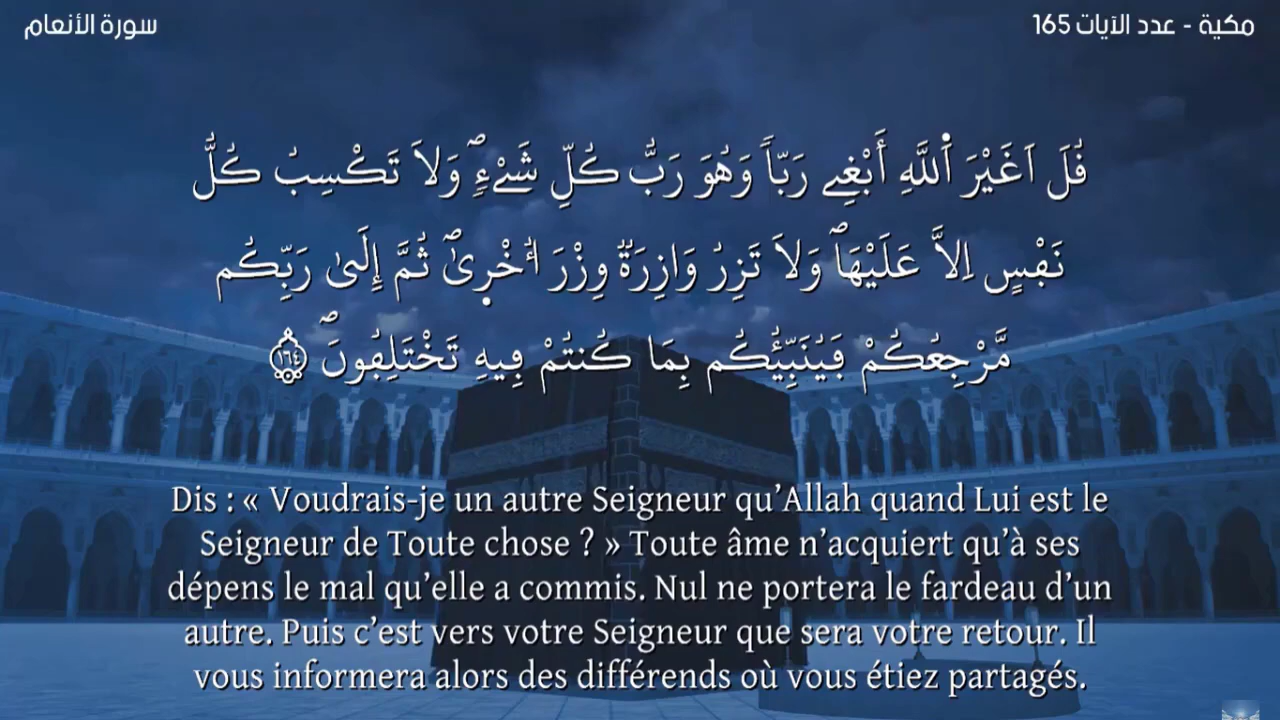 سورة الأنعام
مكية - عدد الآيات 165
قُلَ اَغَيْرَ اَ۬للَّهِ أَبْغِے رَبّاٗ وَهُوَ رَبُّ كُلِّ شَےْءٖۖ وَلَا تَكْسِبُ كُلُّ
نَفْسٍ اِلَّا عَلَيْهَاۖ وَلَا تَزِرُ وَازِرَةٞ وِزْرَ أُخْر۪يٰۖ ثُمَّ إِلَىٰ رَبِّكُم
مَّرْجِعُكُمْ فَيُنَبِّئُكُم بِمَا كُنتُمْ فِيهِ تَخْتَلِفُونَۖ ١٦٤
Dis : « Voudrais-je un autre Seigneur qu’Allah quand Lui est le
Seigneur de Toute chose ? » Toute âme n’acquiert qu’à ses
dépens le mal qu’elle a commis. Nul ne portera le fardeau d’un
autre. Puis c’est vers votre Seigneur que sera votre retour. Il
vous informera alors des différends où vous étiez partagés.